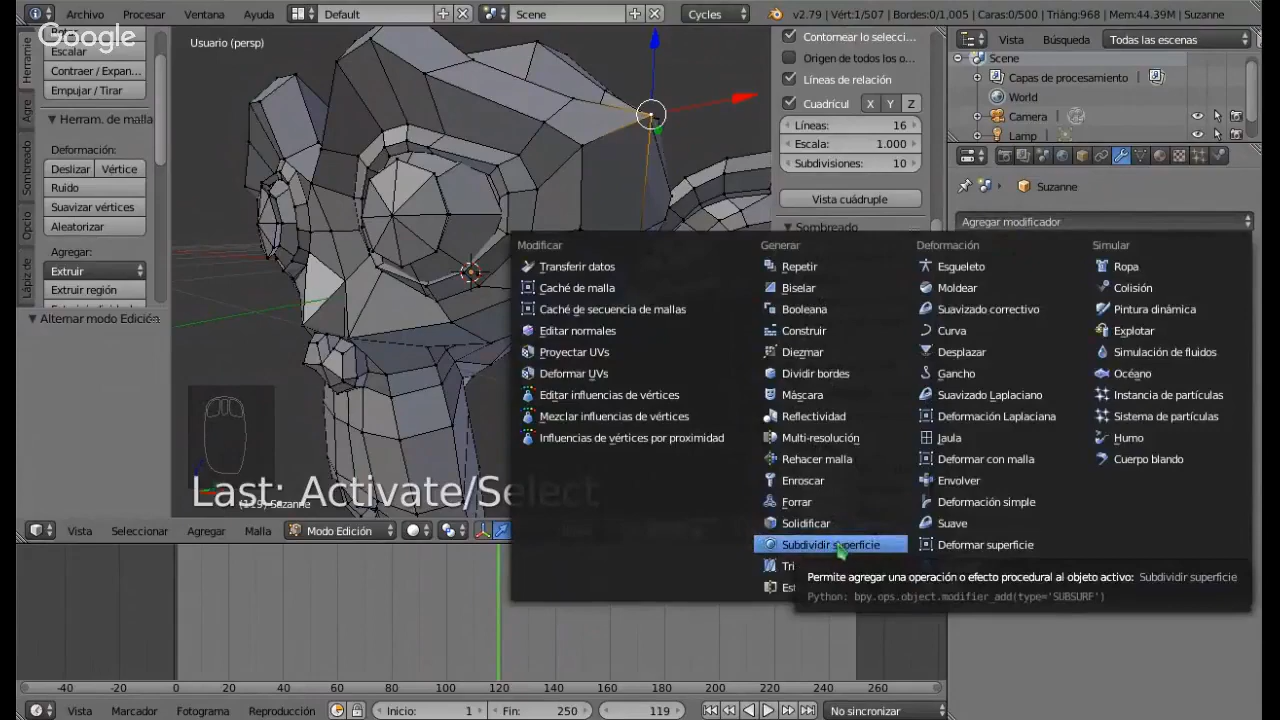 Archivos Procesar Ventana Ayuda Default Scene Cycles v2.79 | Vért:1/507 | Bordes:0/1,005 | Caras:0/500 | Triáng:968 | Mem:44.39M | Suzanne
Google
Usuario (persp)
Herramie
Agre
Sombreado
Opcio
Lápiz de
Escalar
Contraer / Expan...
Empujar / Tirar
Herram. de malla
Deformación:
Deslizar Vértice
Ruido
Suavizar vértices
Aleatorizar
Agregar:
Extruir
Extruir región
Alternar modo Edición
Contornear lo selecci...
Origen de todos los o...
Líneas de relación
Cuadrícul X Y Z
Líneas: 16
Escala: 1.000
Subdivisiones: 10
Vista cuádruple
Sombreado
Vista Búsqueda Todas las escenas
Scene
Capas de procesamiento
World
Camera
Lamp
Suzanne
Agregar modificador
Modificar
Transferir datos
Caché de malla
Caché de secuencia de mallas
Editar normales
Proyectar UVs
Deformar UVs
Editar influencias de vértices
Mezclar influencias de vértices
Influencias de vértices por proximidad
Generar
Repetir
Biselar
Booleana
Construir
Diezmar
Dividir bordes
Máscara
Reflectividad
Multi-resolución
Rehacer malla
Enroscar
Forrar
Solidificar
Subdividir superficie
Tri
Est
Deformación
Esqueleto
Moldear
Suavizado correctivo
Curva
Desplazar
Gancho
Suavizado Laplaciano
Deformación Laplaciana
Jaula
Deformar con malla
Envolver
Deformación simple
Suave
Deformar superficie
Simular
Ropa
Colisión
Pintura dinámica
Explotar
Simulación de fluidos
Océano
Instancia de partículas
Sistema de partículas
Humo
Cuerpo blando
Permite agregar una operación o efecto procedural al objeto activo: Subdividir superficie
Python: bpy.ops.object.modifier_add(type='SUBSURF')
Last: Activate/Select
(119) Suzanne
Vista Seleccionar Agregar Malla Modo Edición
-40 -20 0 20 40 60 80 100 120 140 160 180 200 220 240 260
Vista Marcador Fotograma Reproducción Inicio: 1 Fin: 250 119 No sincronizar